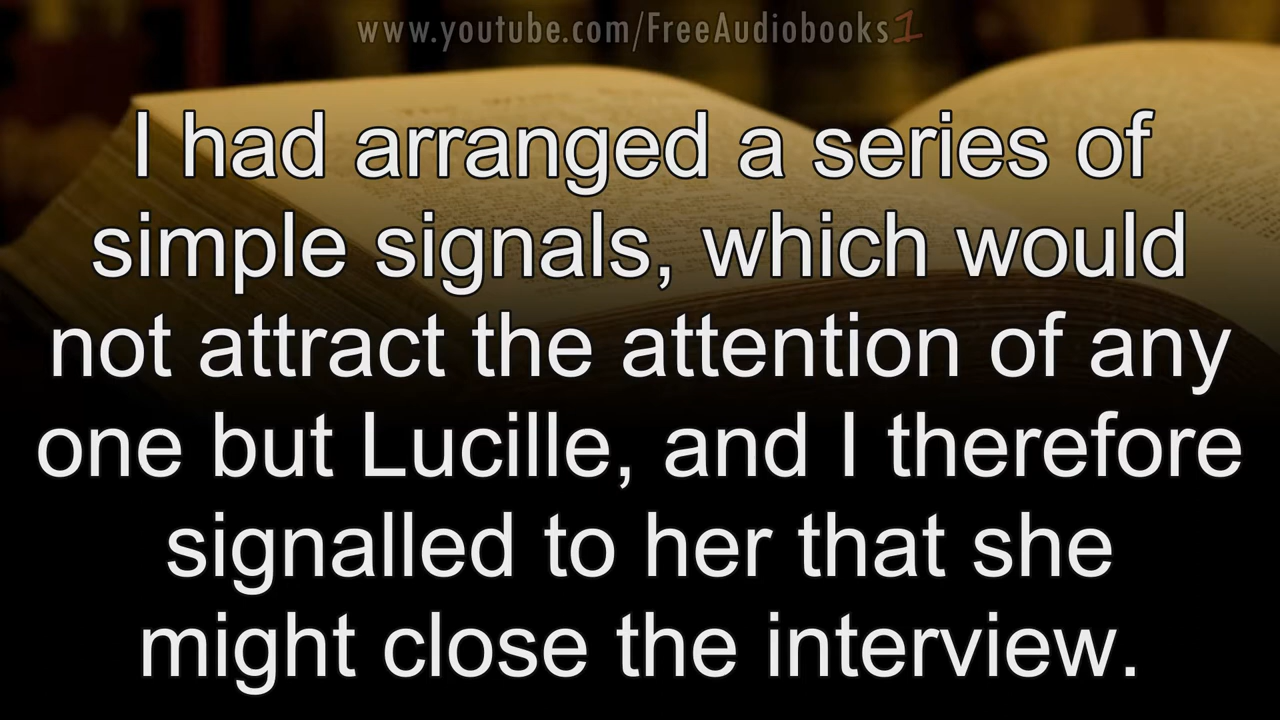 www.youtube.com/FreeAudiobooks1
I had arranged a series of
simple signals, which would
not attract the attention of any
one but Lucille, and I therefore
signalled to her that she
might close the interview.